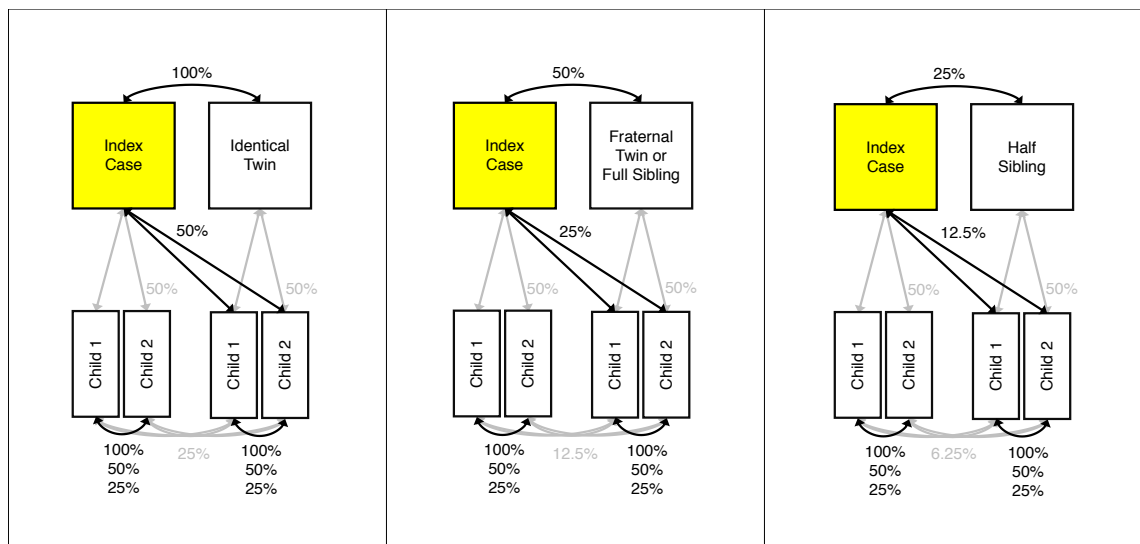 100%
Index
Case
Identical
Twin
50%
50%
50%
Child 1
Child 2
Child 1
Child 2
100%
50%
25%
25%
100%
50%
25%
50%
Index
Case
Fraternal
Twin or
Full Sibling
25%
50%
50%
Child 1
Child 2
Child 1
Child 2
100%
50%
25%
12.5%
100%
50%
25%
25%
Index
Case
Half
Sibling
12.5%
50%
50%
Child 1
Child 2
Child 1
Child 2
100%
50%
25%
6.25%
100%
50%
25%